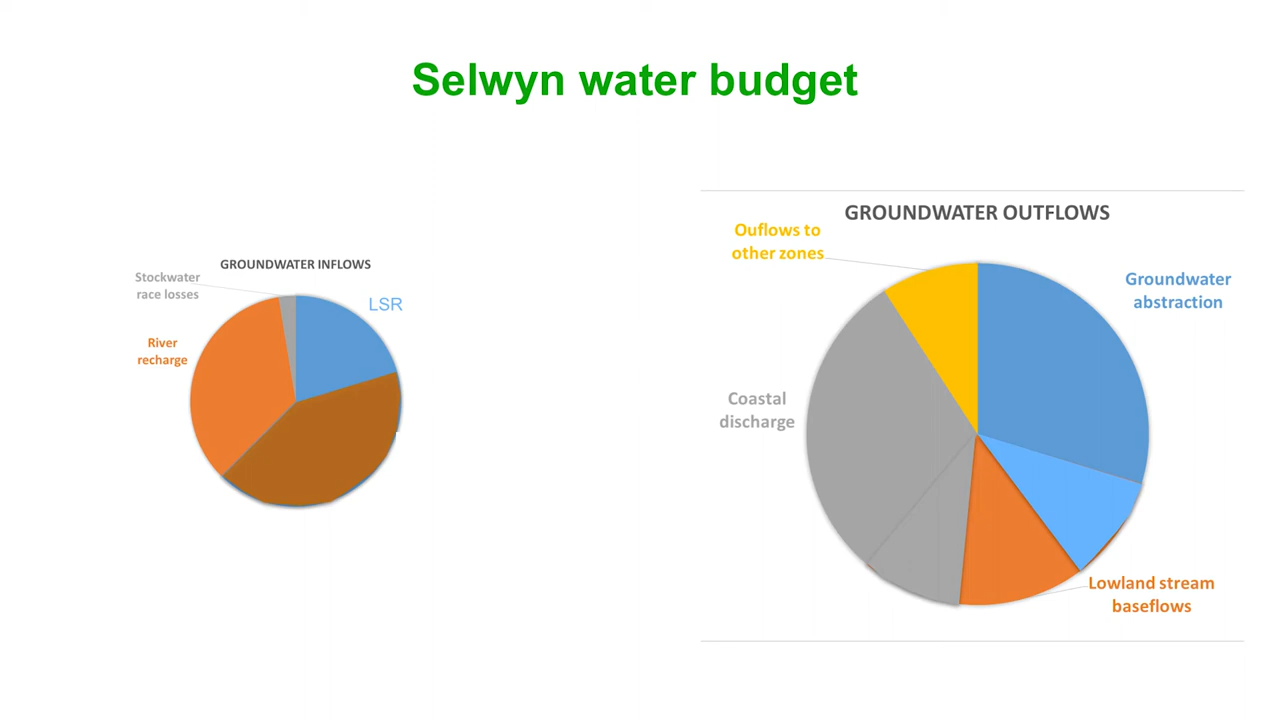 Selwyn water budget
GROUNDWATER INFLOWS
Stockwater
race losses
LSR
River
recharge
GROUNDWATER OUTFLOWS
Ouflows to
other zones
Groundwater
abstraction
Coastal
discharge
Lowland stream
baseflows